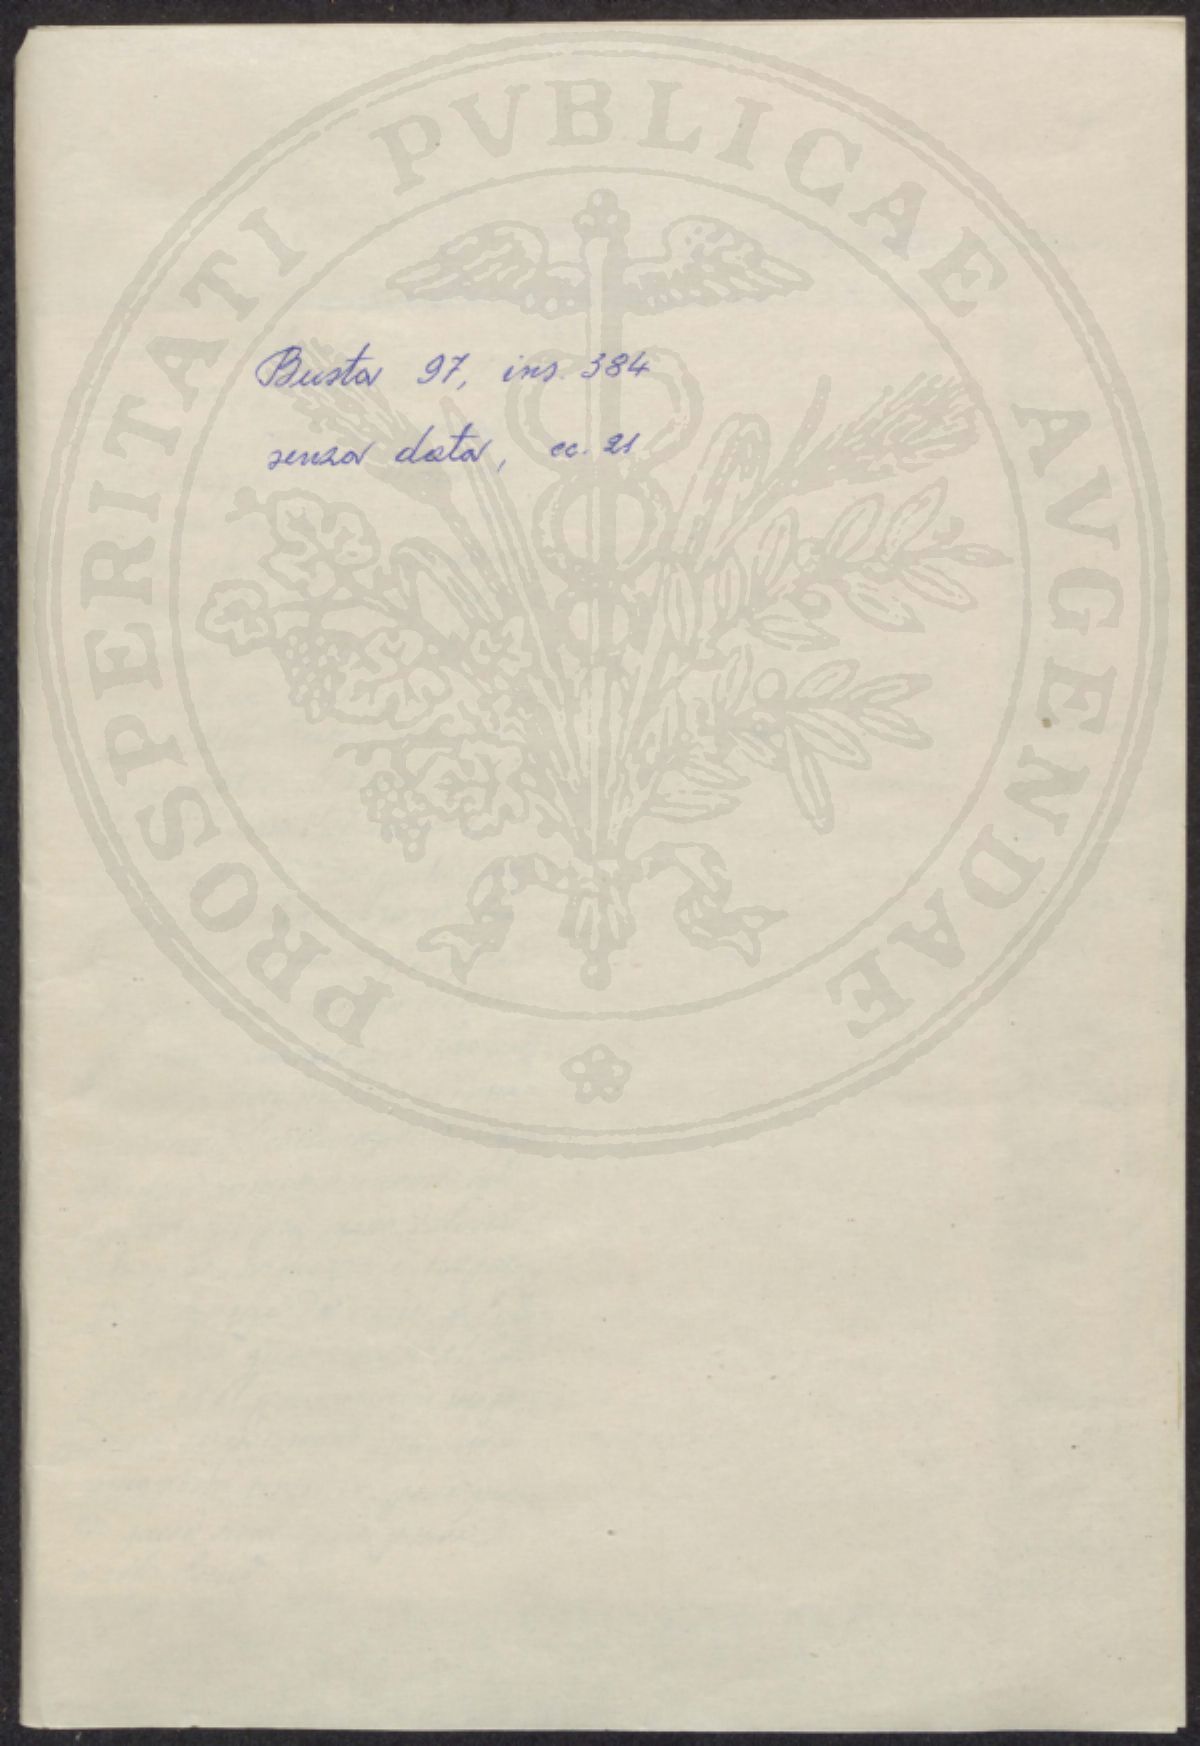 PROSPERITATI PVBLICAE AVGENDAE
Busta 97, ins. 384
senza data, cc. 21